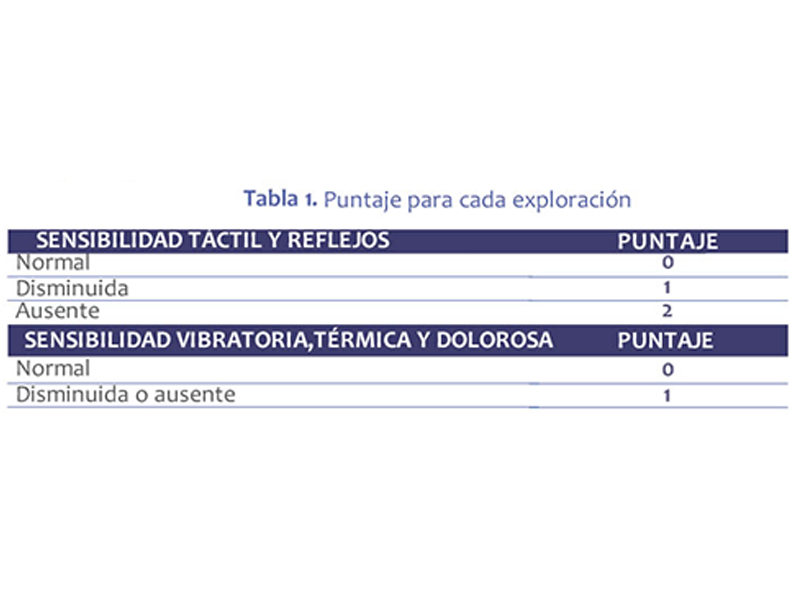 Tabla 1. Puntaje para cada exploración
SENSIBILIDAD TÁCTIL Y REFLEJOS PUNTAJE
Normal 0
Disminuida 1
Ausente 2
SENSIBILIDAD VIBRATORIA,TÉRMICA Y DOLOROSA PUNTAJE
Normal 0
Disminuida o ausente 1